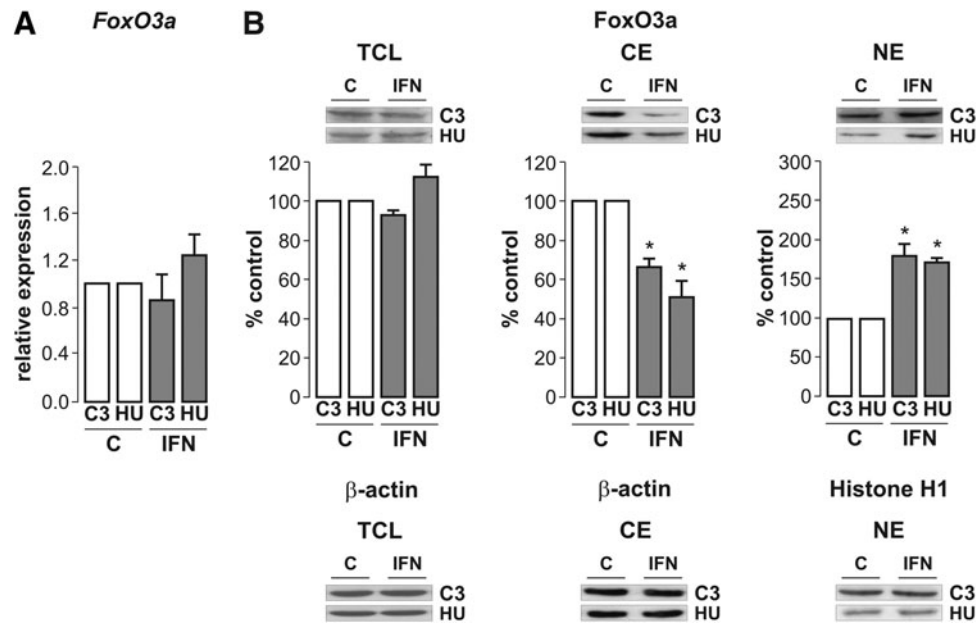 A
FoxO3a
relative expression
2.0
1.6
1.2
0.8
0.4
0.0
C3 HU C3 HU
C IFN
B
FoxO3a
TCL
C IFN
C3
HU
% control
120
100
80
60
40
20
0
C3 HU C3 HU
C IFN
CE
C IFN
C3
HU
% control
120
100
80
60
40
20
0
* *
C3 HU C3 HU
C IFN
NE
C IFN
C3
HU
% control
300
250
200
150
100
50
0
* *
C3 HU C3 HU
C IFN
β-actin
TCL
C IFN
C3
HU
β-actin
CE
C IFN
C3
HU
Histone H1
NE
C IFN
C3
HU